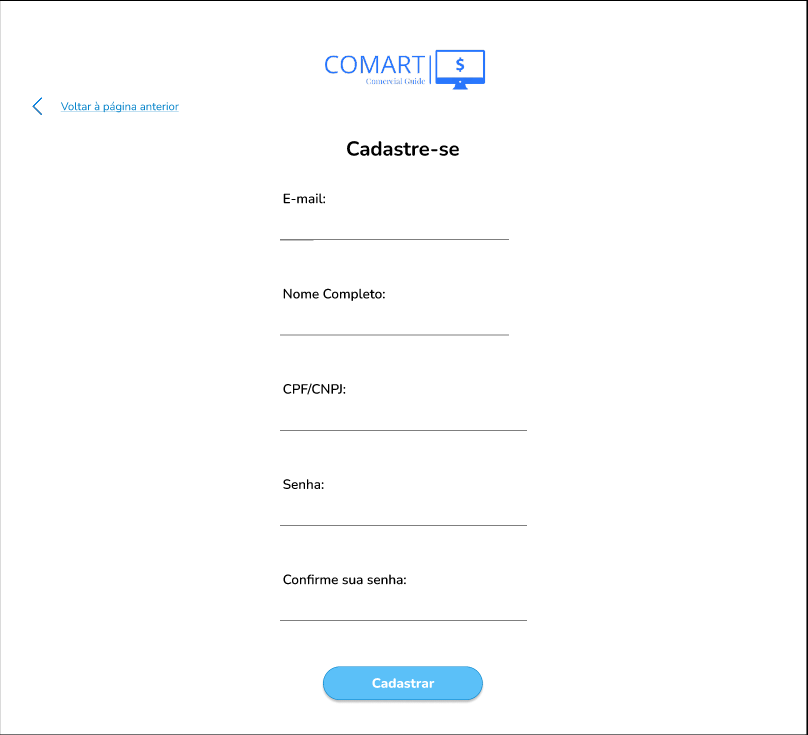 COMART
$
Comercial Guide
Voltar à página anterior
Cadastre-se
E-mail:
Nome Completo:
CPF/CNPJ:
Senha:
Confirme sua senha:
Cadastrar